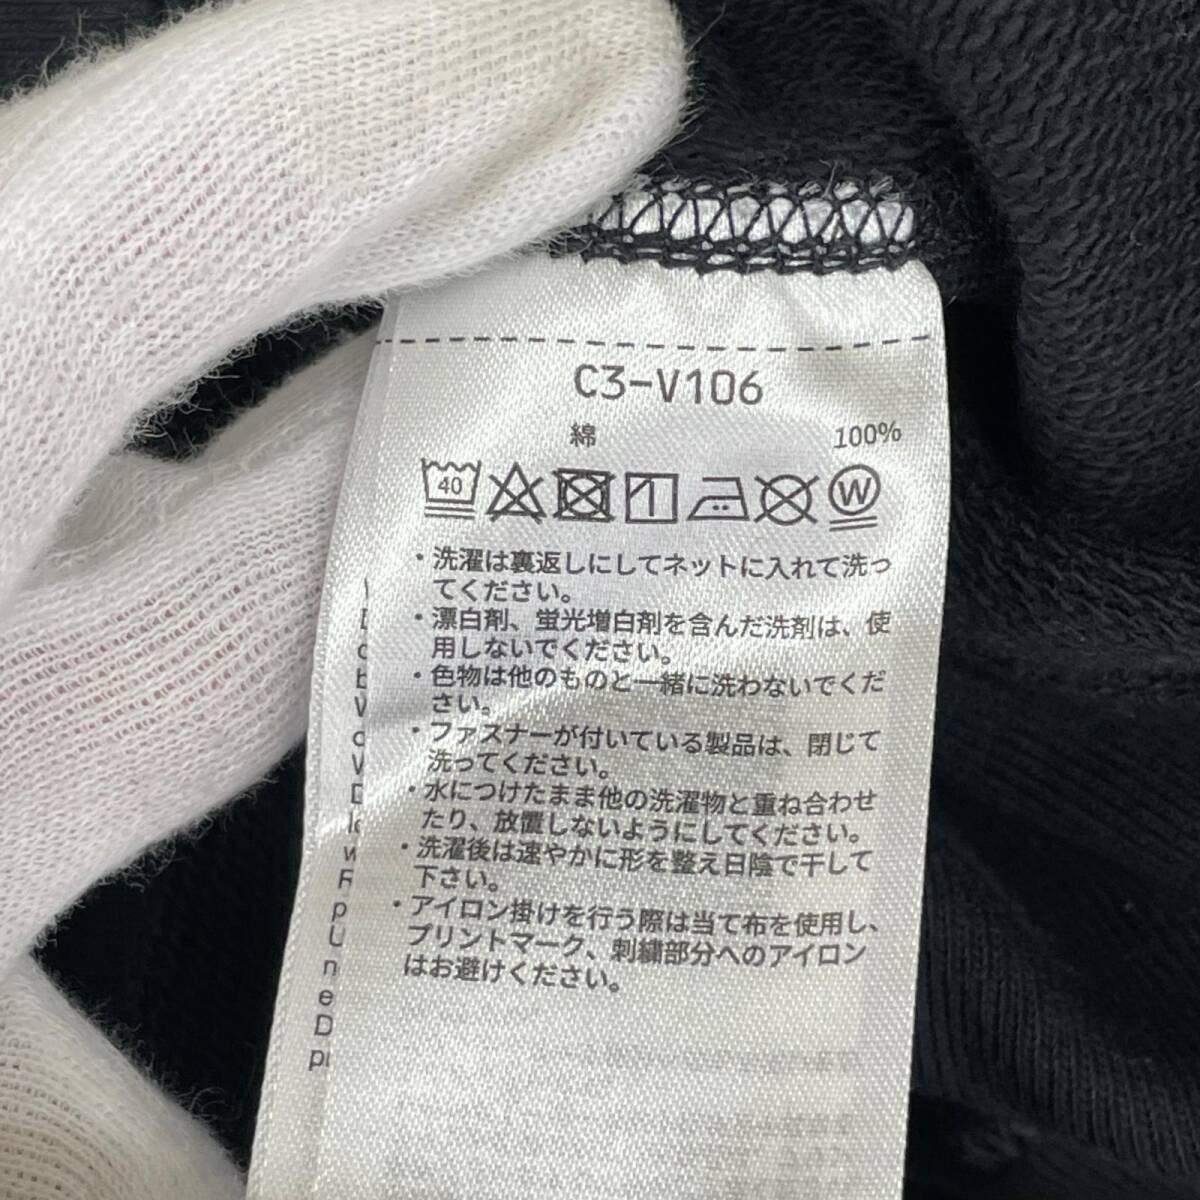 C3-V106
綿 100%
40 W
・洗濯は裏返しにしてネットに入れて洗っ
てください。
・漂白剤、蛍光増白剤を含んだ洗剤は、使
用しないでください。
・色物は他のものと一緒に洗わないでくだ
さい。
・ファスナーが付いている製品は、閉じて
洗ってください。
・水につけたまま他の洗濯物と重ね合わせ
たり、放置しないようにしてください。
・洗濯後は速やかに形を整え日陰で干して
下さい。
・アイロン掛けを行う際は当て布を使用し、
プリントマーク、刺繍部分へのアイロン
はお避けください。